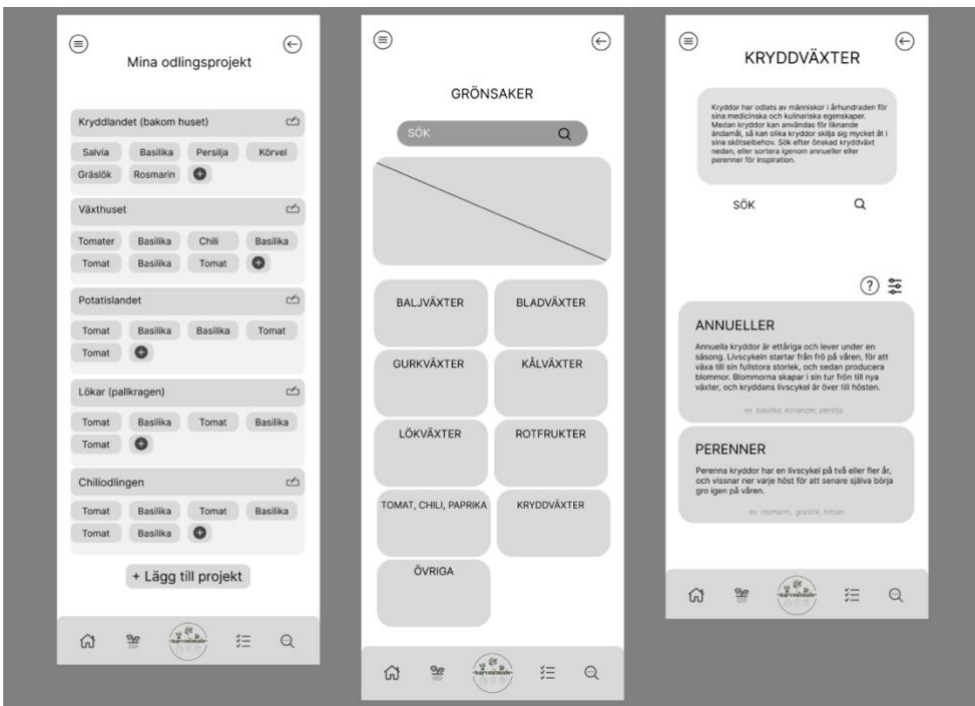 Mina odlingsprojekt
Kryddlandet (bakom huset)
Salvia Basilika Persilja Körvel
Gräslök Rosmarin
Växthuset
Tomater Basilika Chili Basilika
Tomat Basilika Tomat
Potatislandet
Tomat Basilika Basilika Tomat
Tomat
Lökar (pallkragen)
Tomat Basilika Tomat Basilika
Tomat
Chiliodlingen
Tomat Basilika Tomat Basilika
Tomat Basilika
+ Lägg till projekt
GRÖNSAKER
SÖK
BALJVÄXTER BLADVÄXTER
GURKVÄXTER KÅLVÄXTER
LÖKVÄXTER ROTFRUKTER
TOMAT, CHILI, PAPRIKA KRYDDVÄXTER
ÖVRIGA
KRYDDVÄXTER
Kryddor har odlats av människor i århundraden för
sina medicinska och kulinariska egenskaper.
Medan kryddor kan användas för liknande
ändamål, så kan olika kryddor skilja sig mycket åt i
sina skötselbehov. Sök efter önskad kryddväxt
nedan, eller sortera igenom annueller eller
perenner för inspiration.
SÖK
?
ANNUELLER
Annuella kryddor är ettåriga och lever under en
säsong. Livscykeln startar från frö på våren, för att
växa till sin fullstora storlek, och sedan producera
blommor. Blommorna skapar i sin tur frön till nya
växter, och kryddans livscykel är över till hösten.
ex. basilika, koriander, persilja
PERENNER
Perenna kryddor har en livscykel på två eller fler år,
och vissnar ner varje höst för att senare själva börja
gro igen på våren.
ex. rosmarin, gräslök, timjan